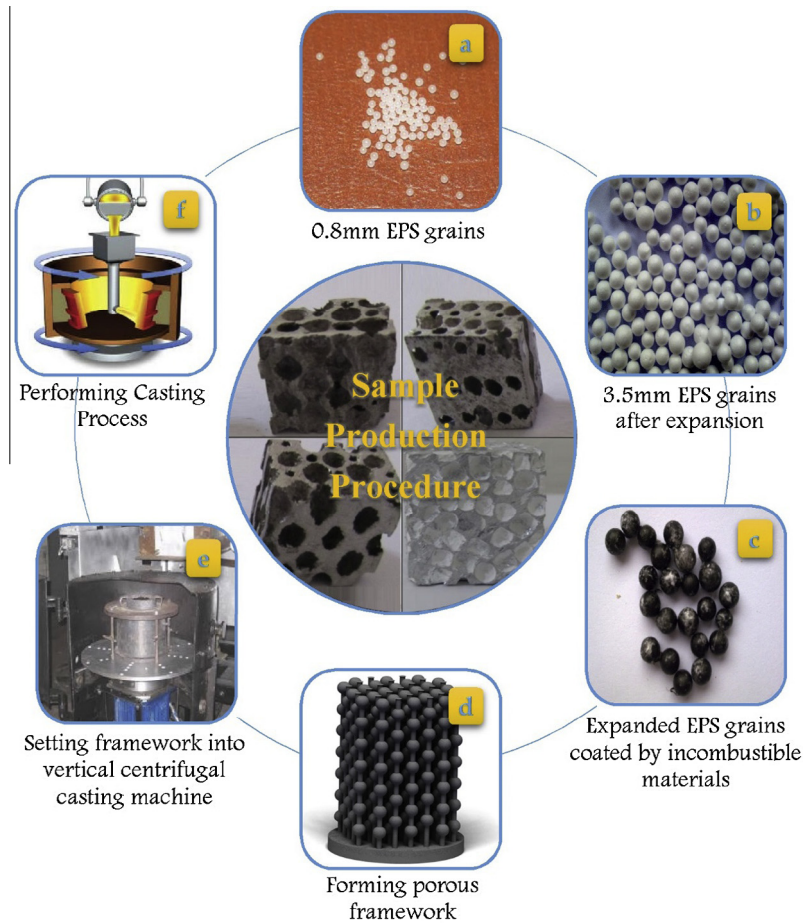 a
0.8mm EPS grains
b
3.5mm EPS grains
after expansion
c
Expanded EPS grains
coated by incombustible
materials
d
Forming porous
framework
e
Setting framework into
vertical centrifugal
casting machine
f
Performing Casting
Process
Sample
Production
Procedure